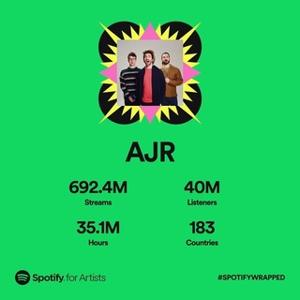 AJR
692.4M 40M
Streams Listeners
35.1M 183
Hours Countries
Spotify for Artists #SPOTIFYWRAPPED